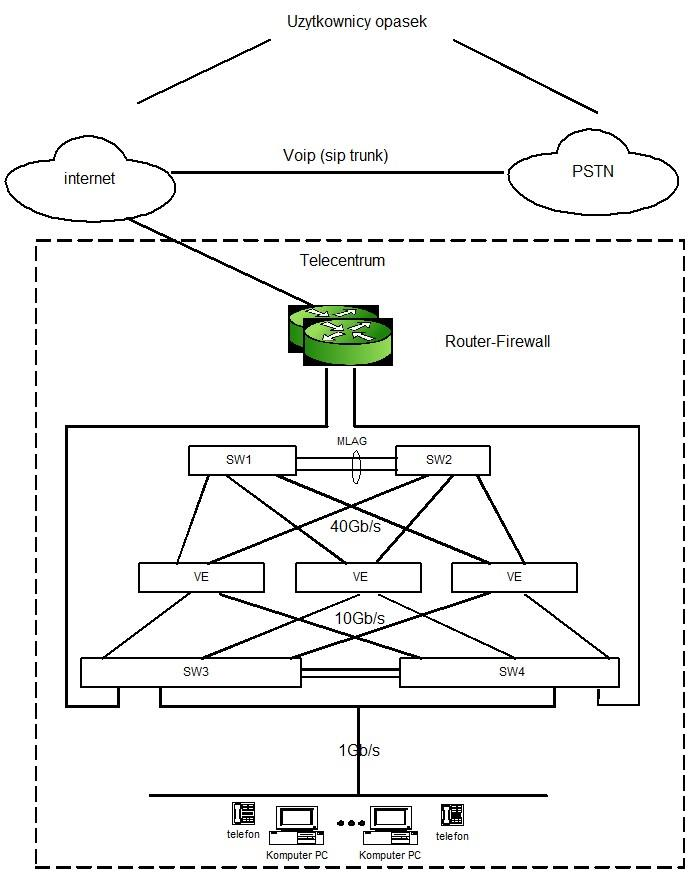 Uzytkownicy opasek
Voip (sip trunk)
internet
PSTN
Telecentrum
Router-Firewall
MLAG
SW1
SW2
40Gb/s
VE
VE
VE
10Gb/s
SW3
SW4
1Gb/s
telefon
telefon
Komputer PC
Komputer PC